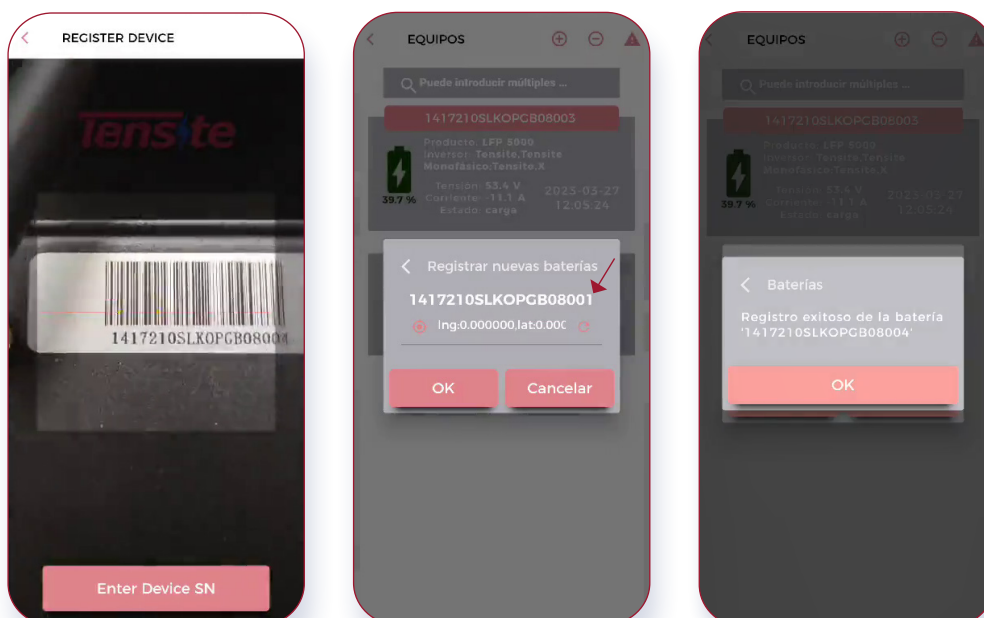 REGISTER DEVICE
Tensite
1417210SLKOPGB08004
Enter Device SN
EQUIPOS
Puede introducir múltiples ...
1417210SLKOPGB08003
Producto: LFP 5000
Inversor: Tensite,Tensite
Monofásico:Tensite.X
Tensión: 53.4 V
Corriente: -11.1 A
Estado: carga
2023-03-27
12:05:24
39.7 %
Registrar nuevas baterías
1417210SLKOPGB08001
lng:0.000000,lat:0.00(
OK
Cancelar
EQUIPOS
Puede introducir múltiples ...
1417210SLKOPGB08003
Producto: LFP 5000
Inversor: Tensite,Tensite
Monofásico:Tensite.X
Tensión: 53.4 V
Corriente: -11.1 A
Estado: carga
2023-03-27
12:05:24
39.7 %
Baterías
Registro exitoso de la batería
'1417210SLKOPGB08004'
OK